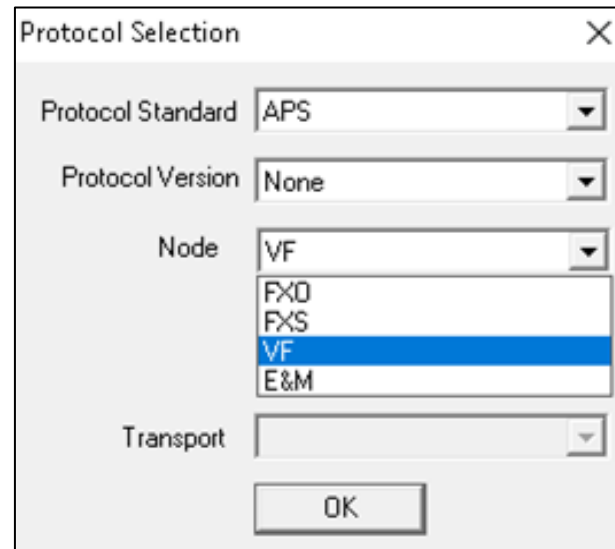 Protocol Selection
Protocol Standard APS
Protocol Version None
Node VF
FXO
FXS
VF
E&M
Transport
OK